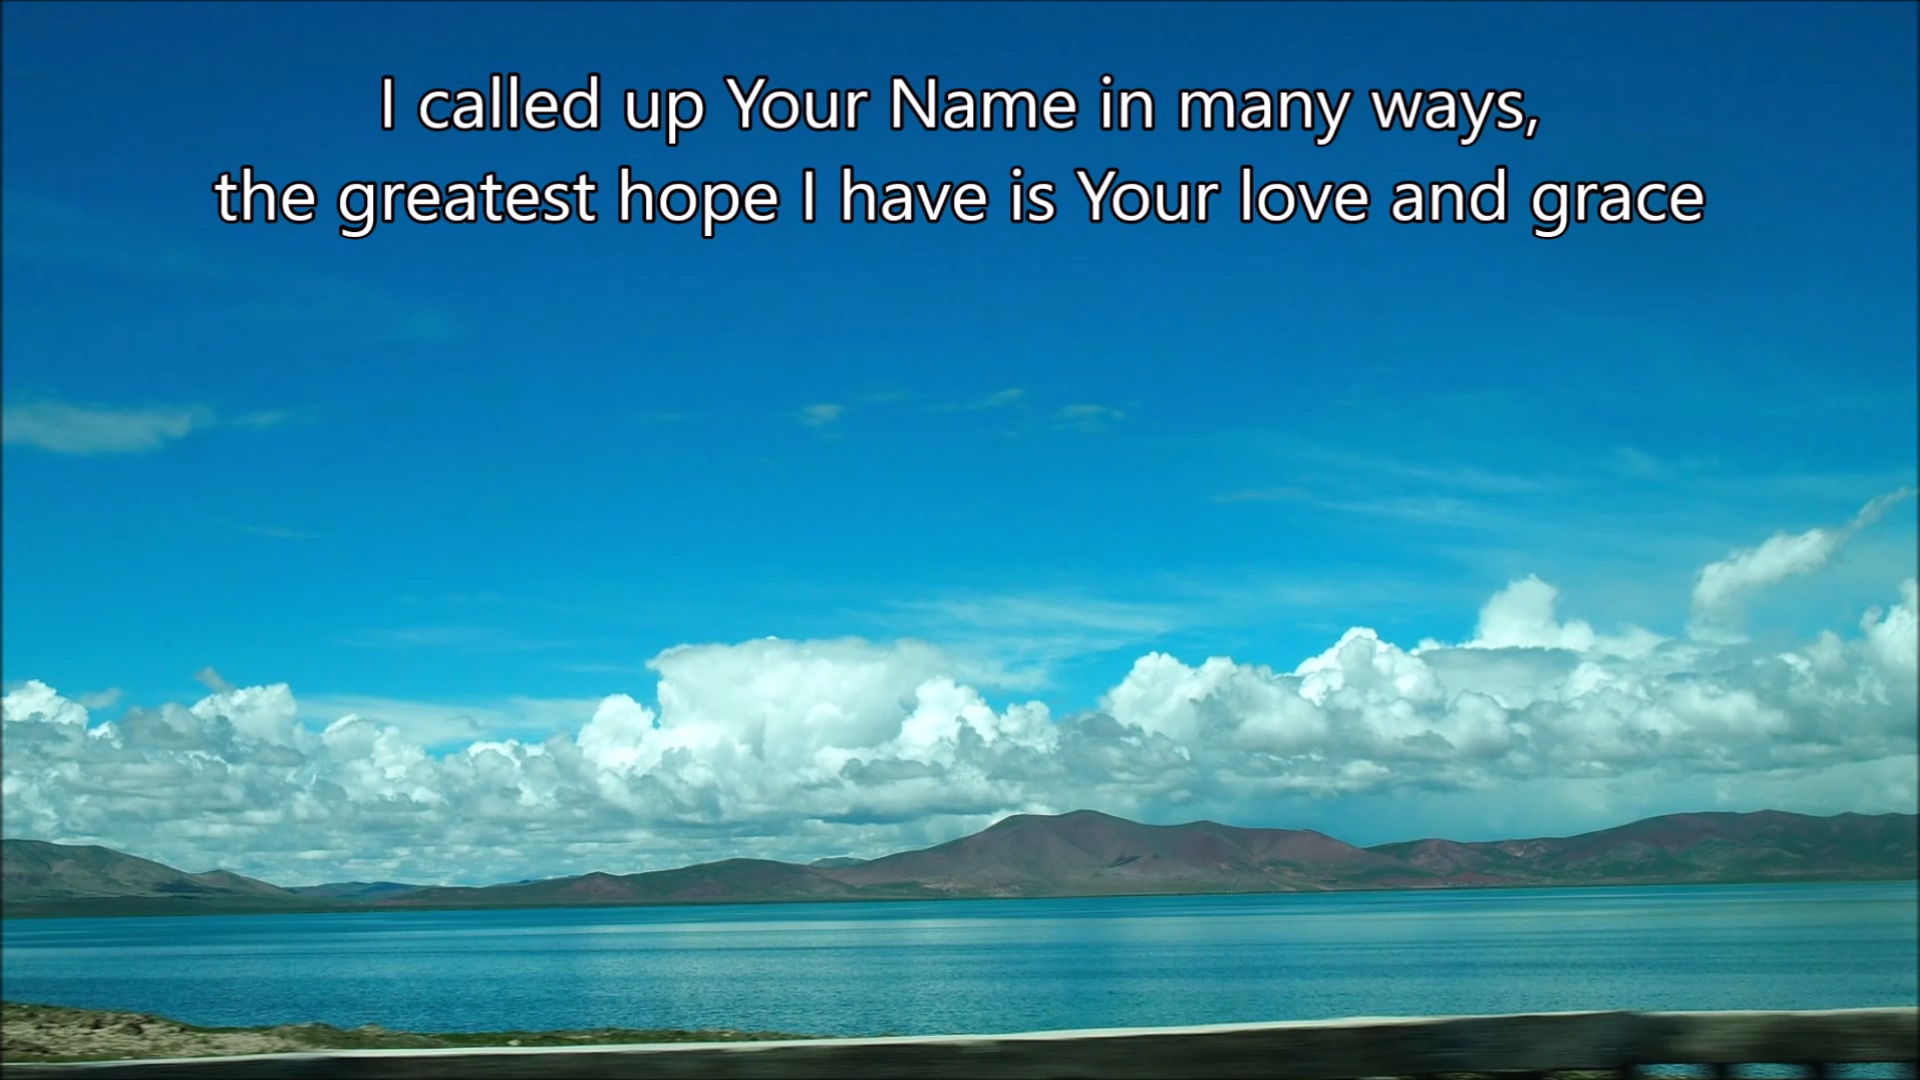 I called up Your Name in many ways,
the greatest hope I have is Your love and grace